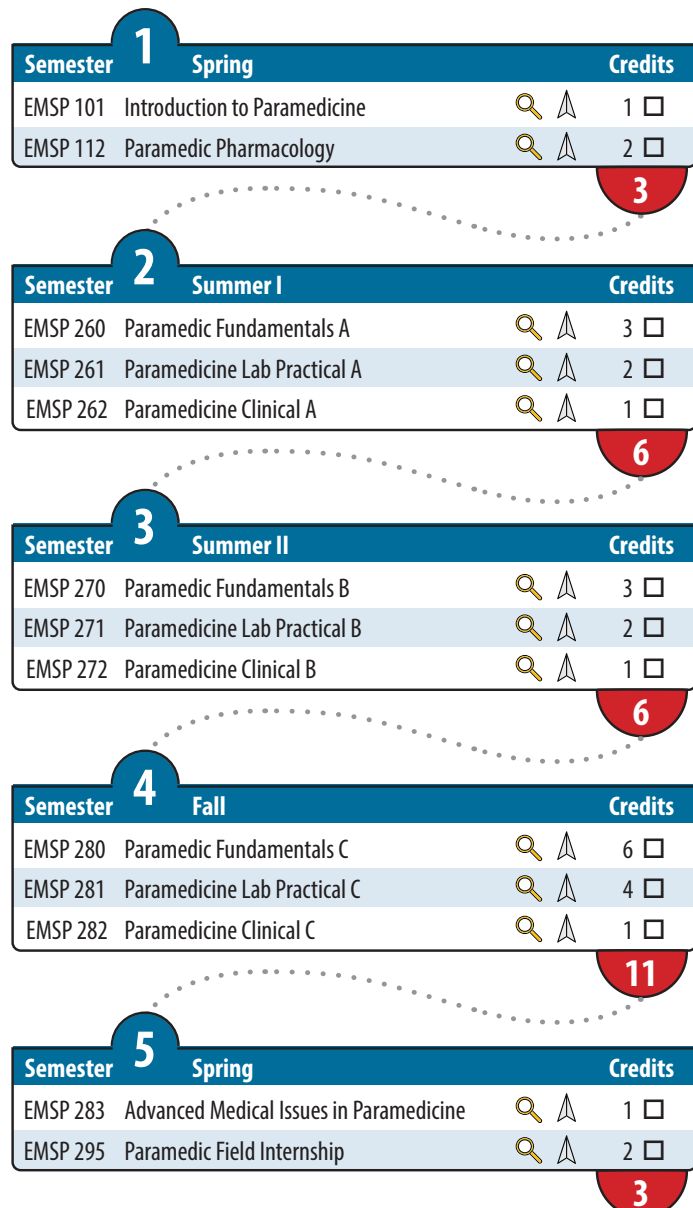 Semester 1 Spring Credits
EMSP 101 Introduction to Paramedicine 1
EMSP 112 Paramedic Pharmacology 2
3
Semester 2 Summer I Credits
EMSP 260 Paramedic Fundamentals A 3
EMSP 261 Paramedicine Lab Practical A 2
EMSP 262 Paramedicine Clinical A 1
6
Semester 3 Summer II Credits
EMSP 270 Paramedic Fundamentals B 3
EMSP 271 Paramedicine Lab Practical B 2
EMSP 272 Paramedicine Clinical B 1
6
Semester 4 Fall Credits
EMSP 280 Paramedic Fundamentals C 6
EMSP 281 Paramedicine Lab Practical C 4
EMSP 282 Paramedicine Clinical C 1
11
Semester 5 Spring Credits
EMSP 283 Advanced Medical Issues in Paramedicine 1
EMSP 295 Paramedic Field Internship 2
3